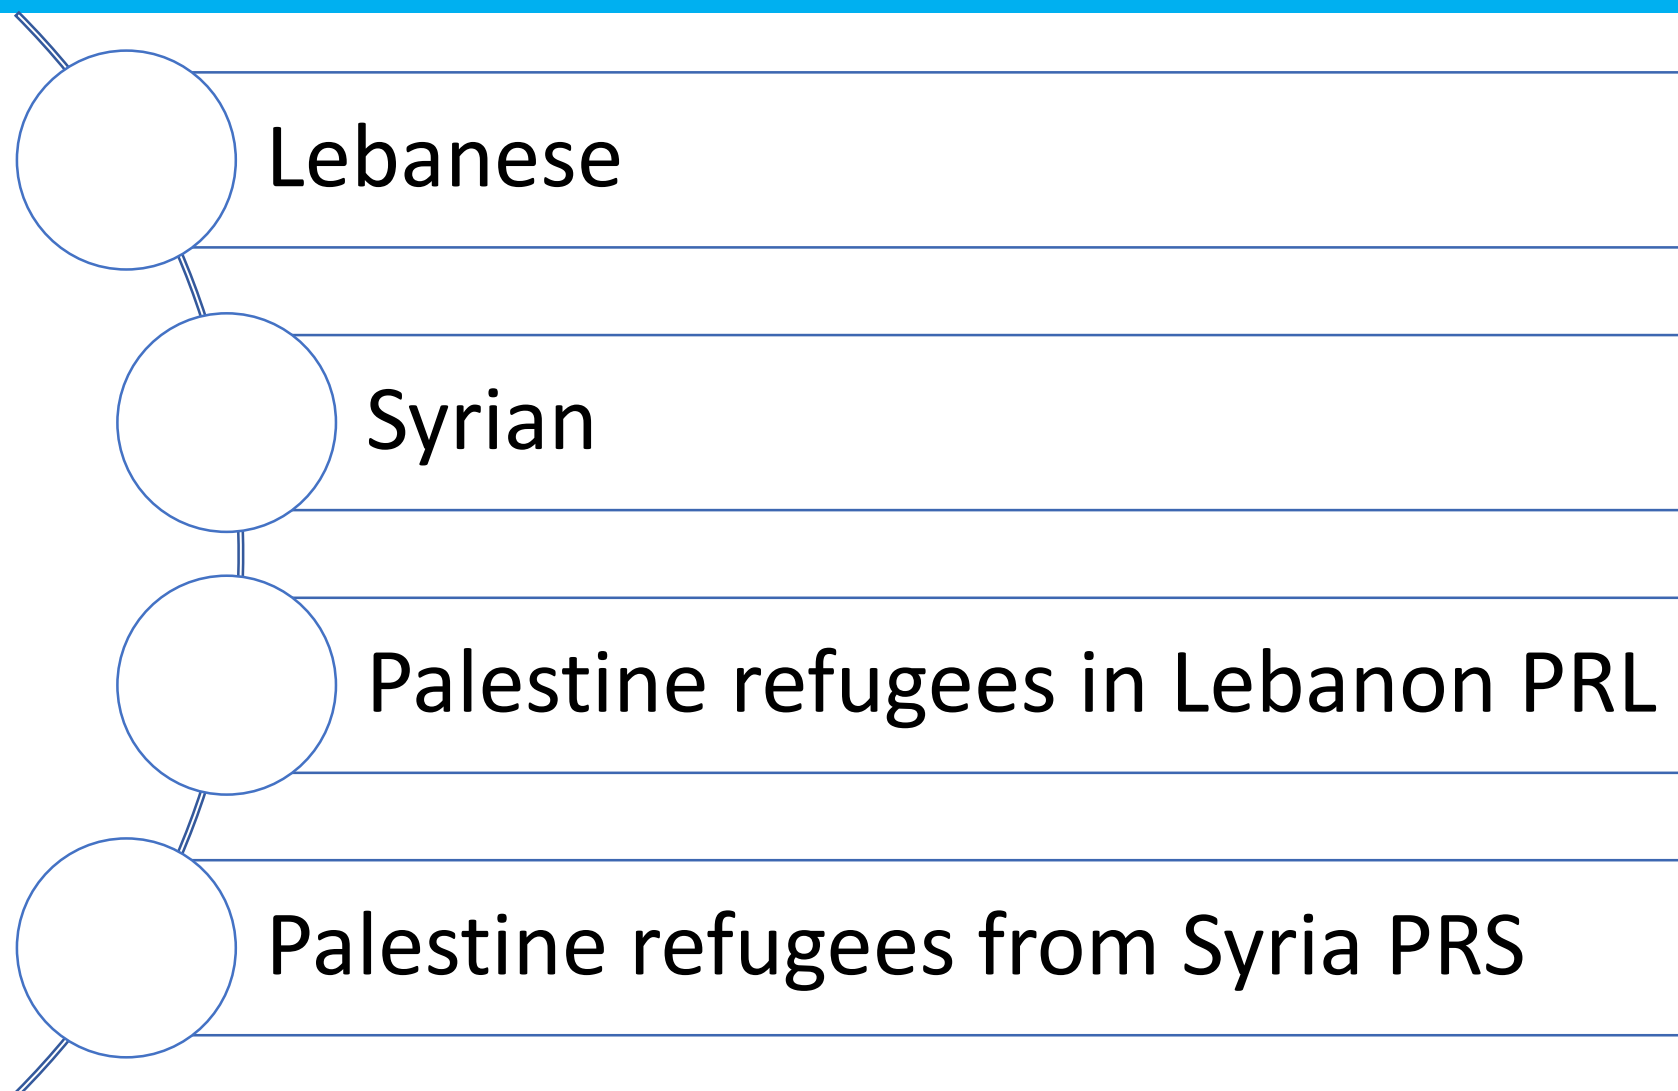 Lebanese
Syrian
Palestine refugees in Lebanon PRL
Palestine refugees from Syria PRS